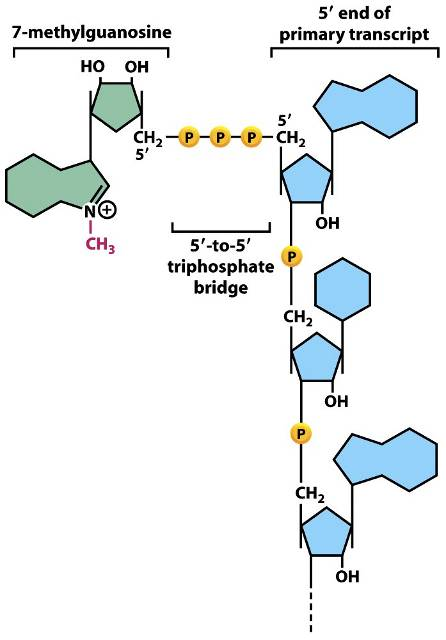 7-methylguanosine
5′ end of
primary transcript
HO OH
CH2
5′
P P P
5′
CH2
OH
N +
CH3
5′-to-5′
triphosphate
bridge
P
CH2
OH
P
CH2
OH